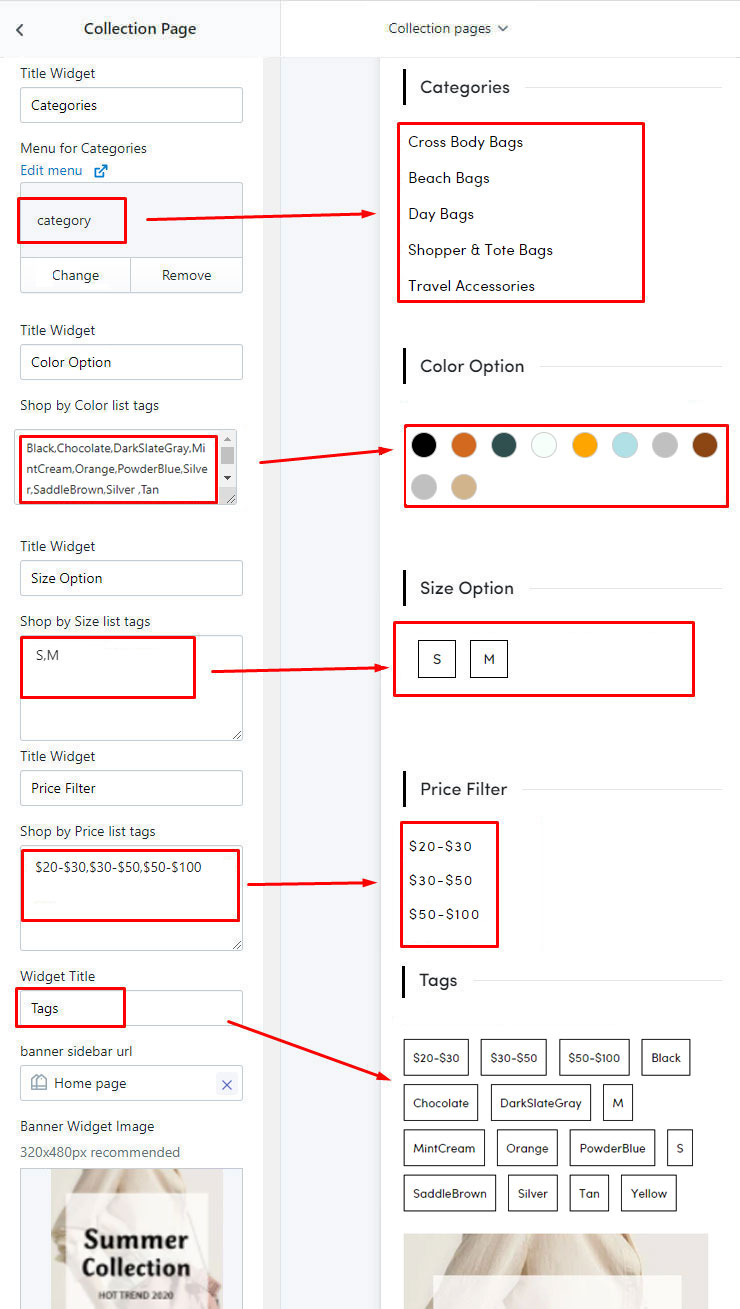 Collection Page
Collection pages
Title Widget
Categories
Menu for Categories
Edit menu
category
Change
Remove
Title Widget
Color Option
Shop by Color list tags
Black,Chocolate,DarkSlateGray,Mi
ntCream,Orange,PowderBlue,Silve
r,SaddleBrown,Silver ,Tan
Title Widget
Size Option
Shop by Size list tags
S,M
Title Widget
Price Filter
Shop by Price list tags
$20-$30,$30-$50,$50-$100
Widget Title
Tags
banner sidebar url
Home page
Banner Widget Image
320x480px recommended
Summer
Collection
HOT TREND 2020
Categories
Cross Body Bags
Beach Bags
Day Bags
Shopper & Tote Bags
Travel Accessories
Color Option
Size Option
S M
Price Filter
$20-$30
$30-$50
$50-$100
Tags
$20-$30 $30-$50 $50-$100 Black
Chocolate DarkSlateGray M
MintCream Orange PowderBlue S
SaddleBrown Silver Tan Yellow